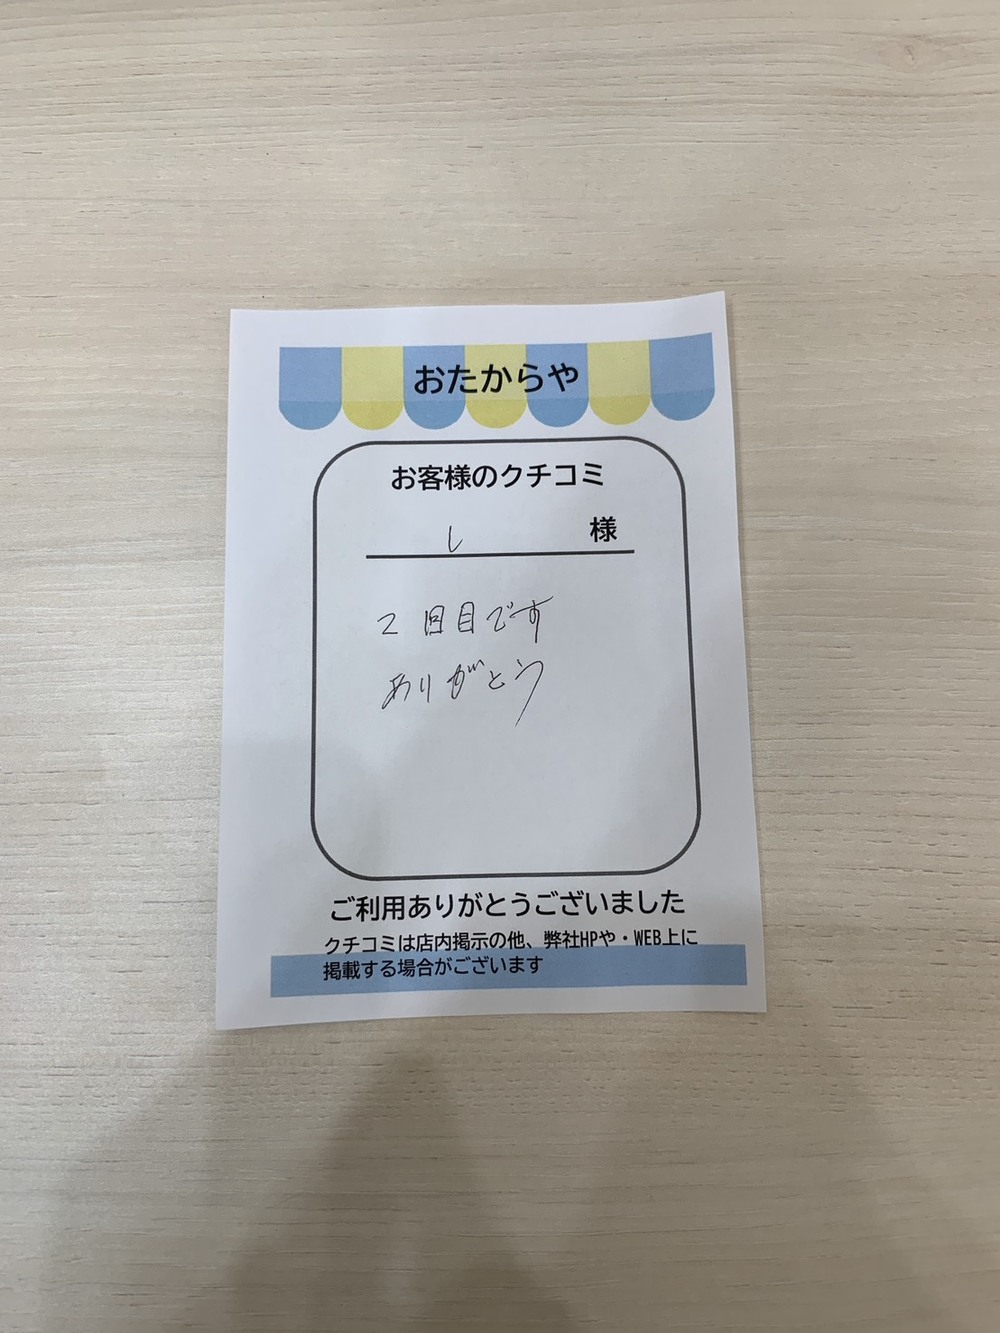 おたからや
お客様のクチコミ
し 様
2回目です
ありがとう
ご利用ありがとうございました
クチコミは店内掲示の他、弊社HPや・WEB上に
掲載する場合がございます